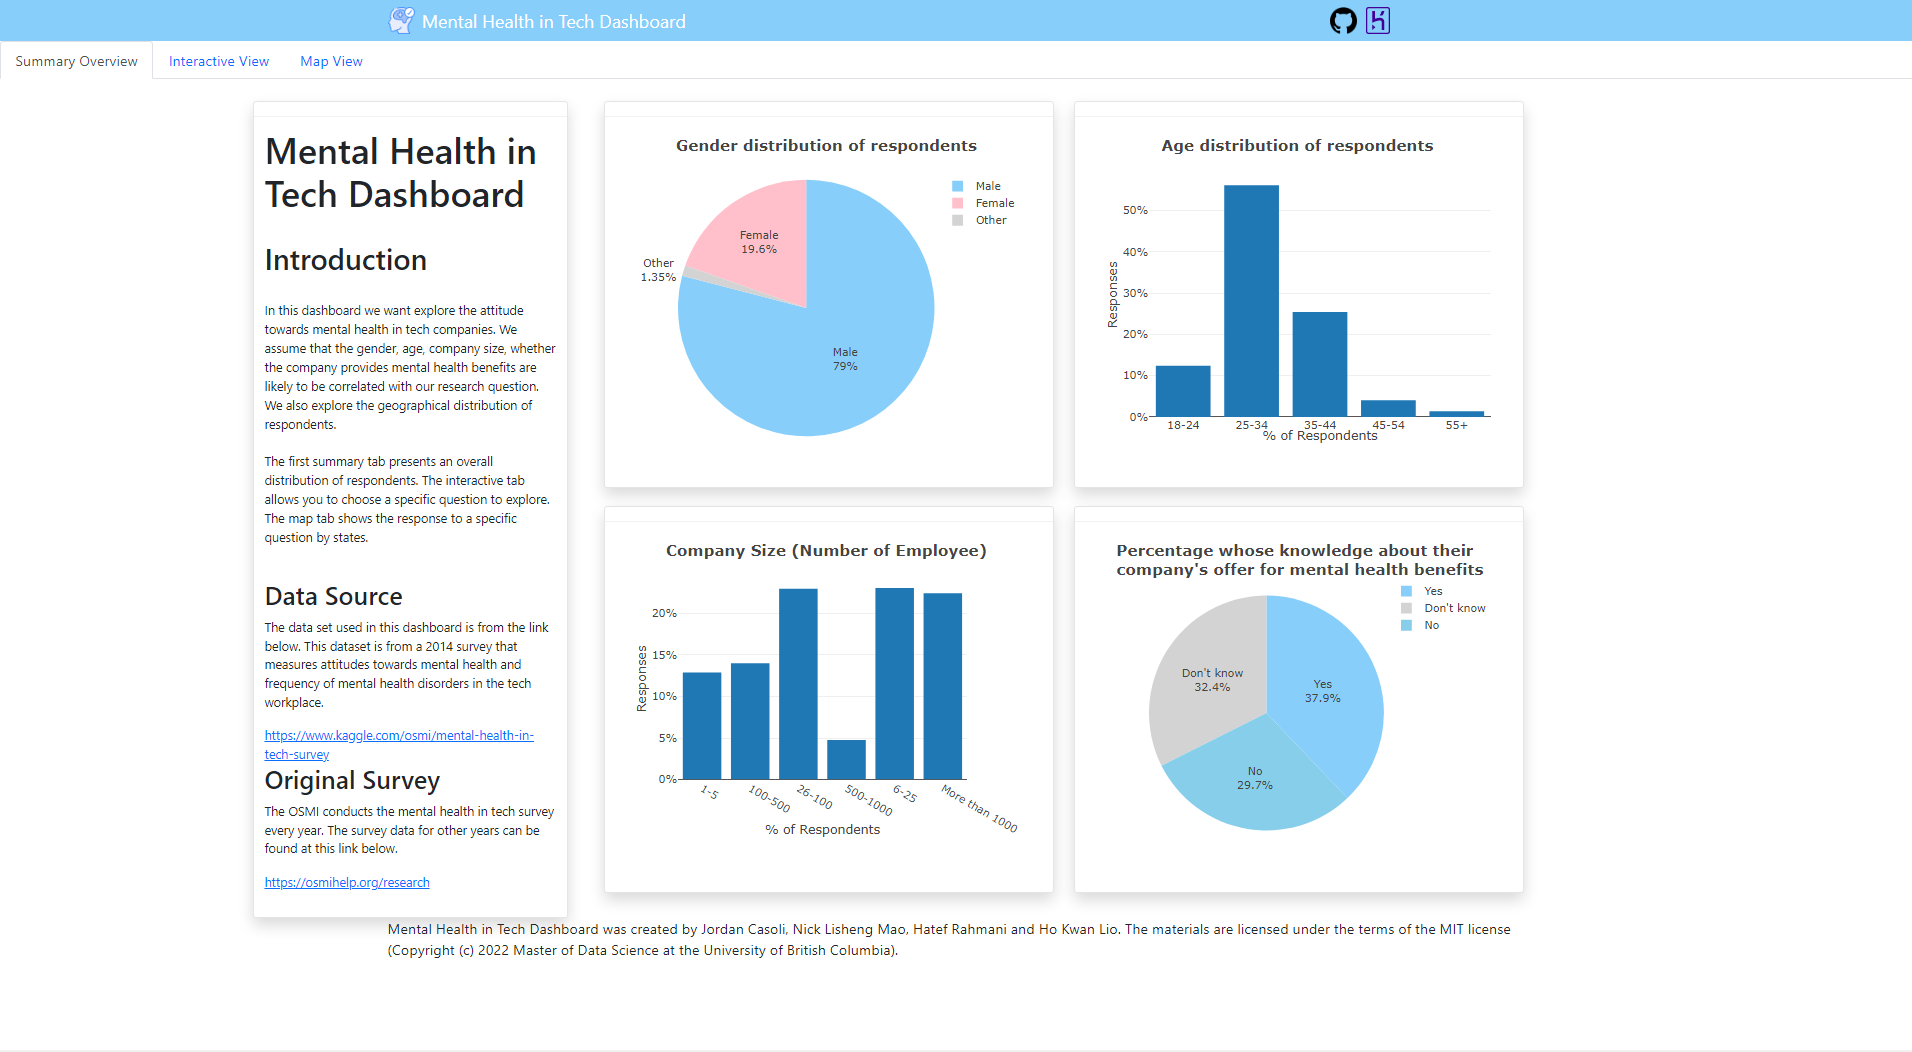 Mental Health in Tech Dashboard
Summary Overview
Interactive View
Map View
Mental Health in
Tech Dashboard
Introduction
In this dashboard we want explore the attitude
towards mental health in tech companies. We
assume that the gender, age, company size, whether
the company provides mental health benefits are
likely to be correlated with our research question.
We also explore the geographical distribution of
respondents.
The first summary tab presents an overall
distribution of respondents. The interactive tab
allows you to choose a specific question to explore.
The map tab shows the response to a specific
question by states.
Data Source
The data set used in this dashboard is from the link
below. This dataset is from a 2014 survey that
measures attitudes towards mental health and
frequency of mental health disorders in the tech
workplace.
https://www.kaggle.com/osmi/mental-health-in-
tech-survey
Original Survey
The OSMI conducts the mental health in tech survey
every year. The survey data for other years can be
found at this link below.
https://osmihelp.org/research
Gender distribution of respondents
Male
Female
Other
Female
19.6%
Other
1.35%
Male
79%
Age distribution of respondents
50%
40%
30%
20%
10%
0%
Responses
18-24
25-34
35-44
45-54
55+
% of Respondents
Company Size (Number of Employee)
20%
15%
10%
5%
0%
Responses
1-5
100-500
26-100
500-1000
6-25
More than 1000
% of Respondents
Percentage whose knowledge about their
company's offer for mental health benefits
Yes
Don't know
No
Don't know
32.4%
Yes
37.9%
No
29.7%
Mental Health in Tech Dashboard was created by Jordan Casoli, Nick Lisheng Mao, Hatef Rahmani and Ho Kwan Lio. The materials are licensed under the terms of the MIT license
(Copyright (c) 2022 Master of Data Science at the University of British Columbia).